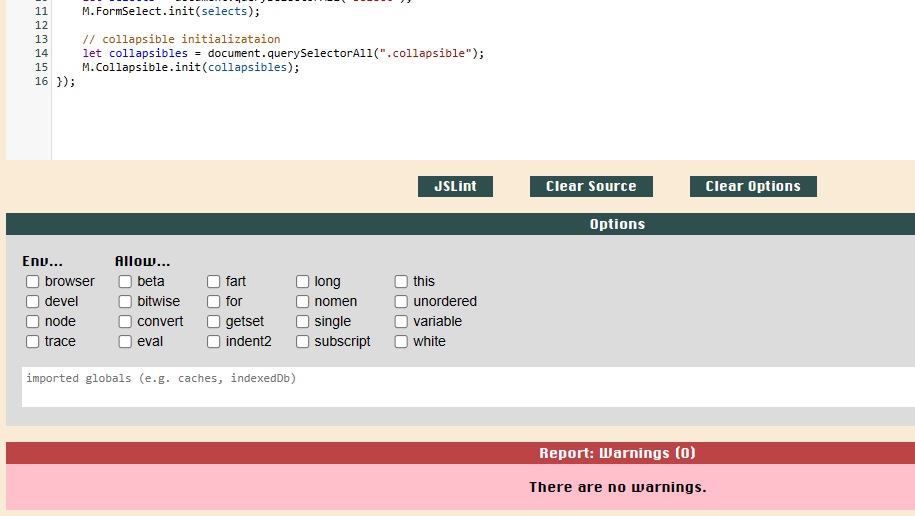 11 M.FormSelect.init(selects);
12
13 // collapsible initializataion
14 let collapsibles = document.querySelectorAll(".collapsible");
15 M.Collapsible.init(collapsibles);
16 });
JSLint Clear Source Clear Options
Options
Env... Allow...
browser beta fart long this
devel bitwise for nomen unordered
node convert getset single variable
trace eval indent2 subscript white
imported globals (e.g. caches, indexedDb)
Report: Warnings (0)
There are no warnings.